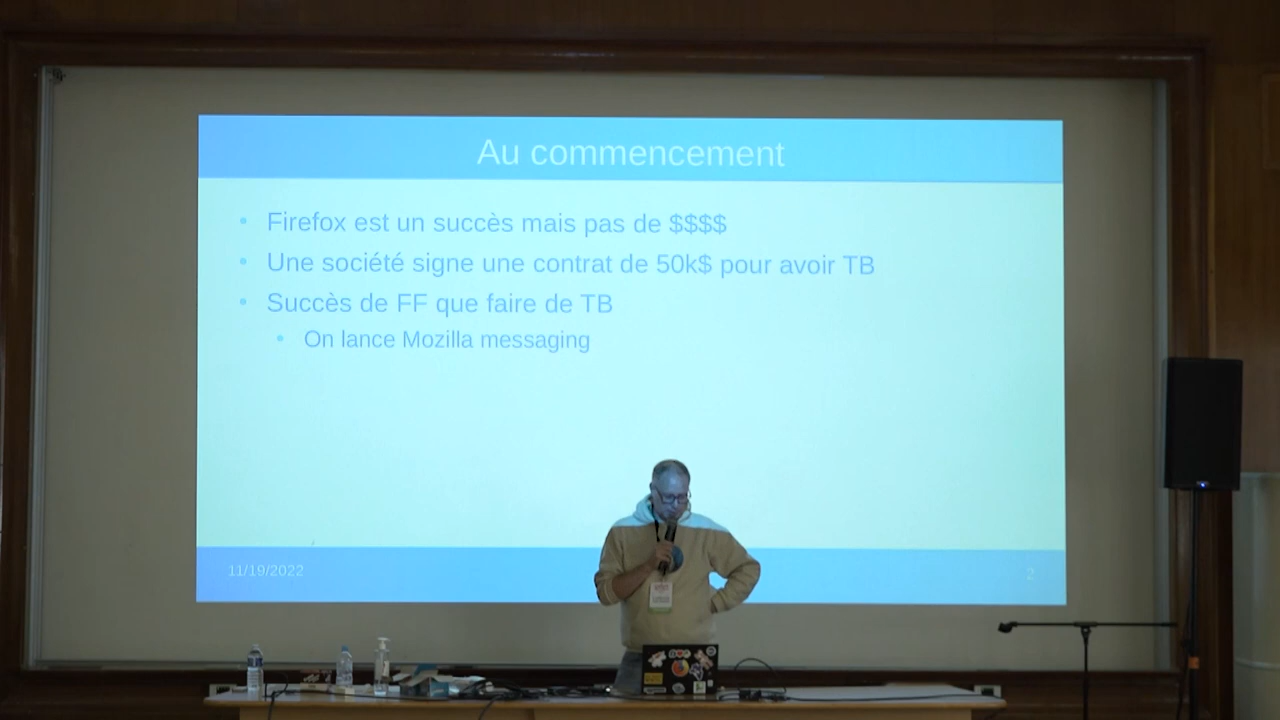 Au commencement
Firefox est un succès mais pas de $$$$
Une société signe une contrat de 50k$ pour avoir TB
Succès de FF que faire de TB
On lance Mozilla messaging
11/19/2022
2